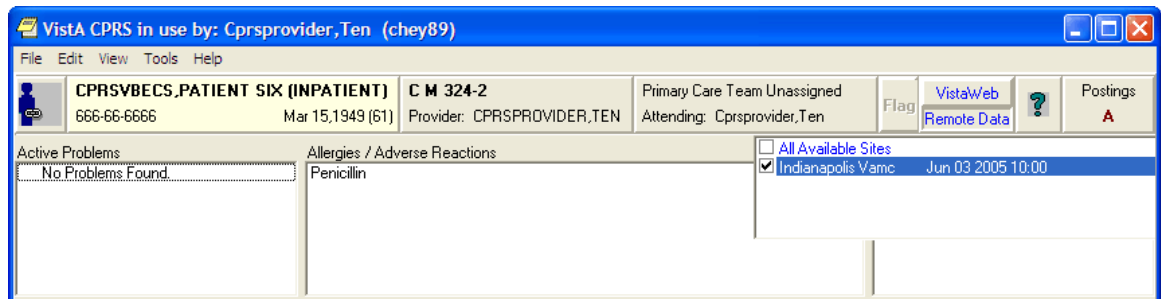 VistA CPRS in use by: Cprsprovider,Ten (chey89)
File Edit View Tools Help
CPRSVBECS,PATIENT SIX (INPATIENT) C M 324-2 Primary Care Team Unassigned Flag VistaWeb ? Postings
666-66-6666 Mar 15,1949 (61) Provider: CPRSPROVIDER,TEN Attending: Cprsprovider,Ten Remote Data A
Active Problems Allergies / Adverse Reactions All Available Sites
No Problems Found. Penicillin Indianapolis Vamc Jun 03 2005 10:00